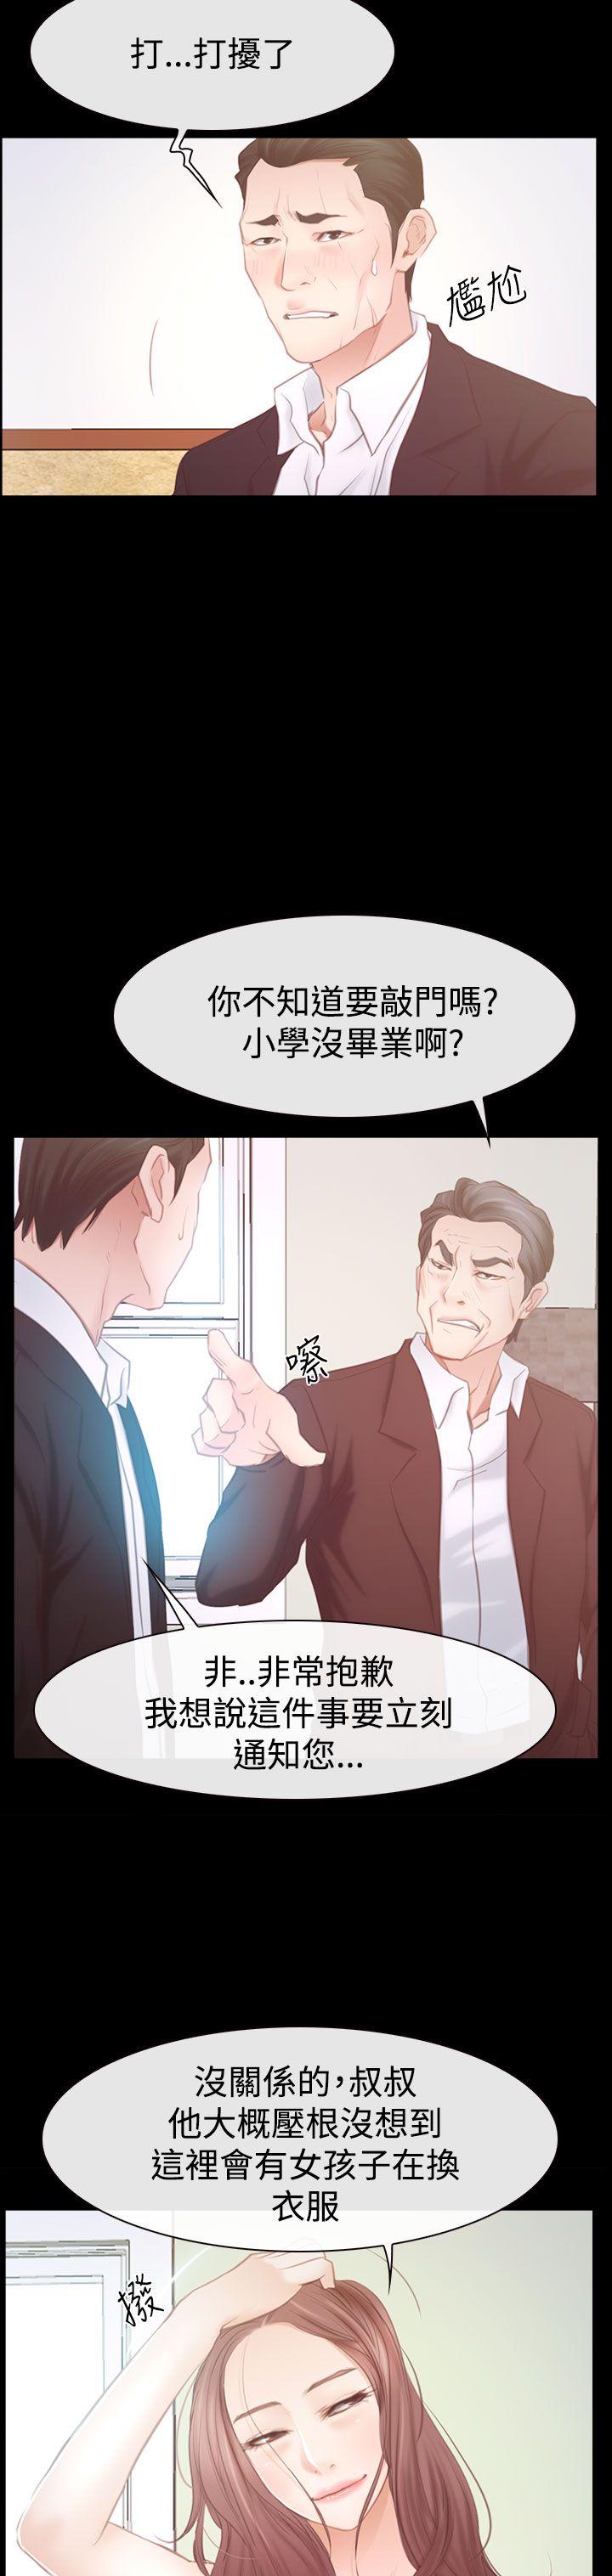 打...打擾了
尷尬
你不知道要敲門嗎?
小學沒畢業啊?
嚓
非..非常抱歉
我想說這件事要立刻
通知您...
沒關係的,叔叔
他大概壓根沒想到
這裡會有女孩子在換
衣服
撥